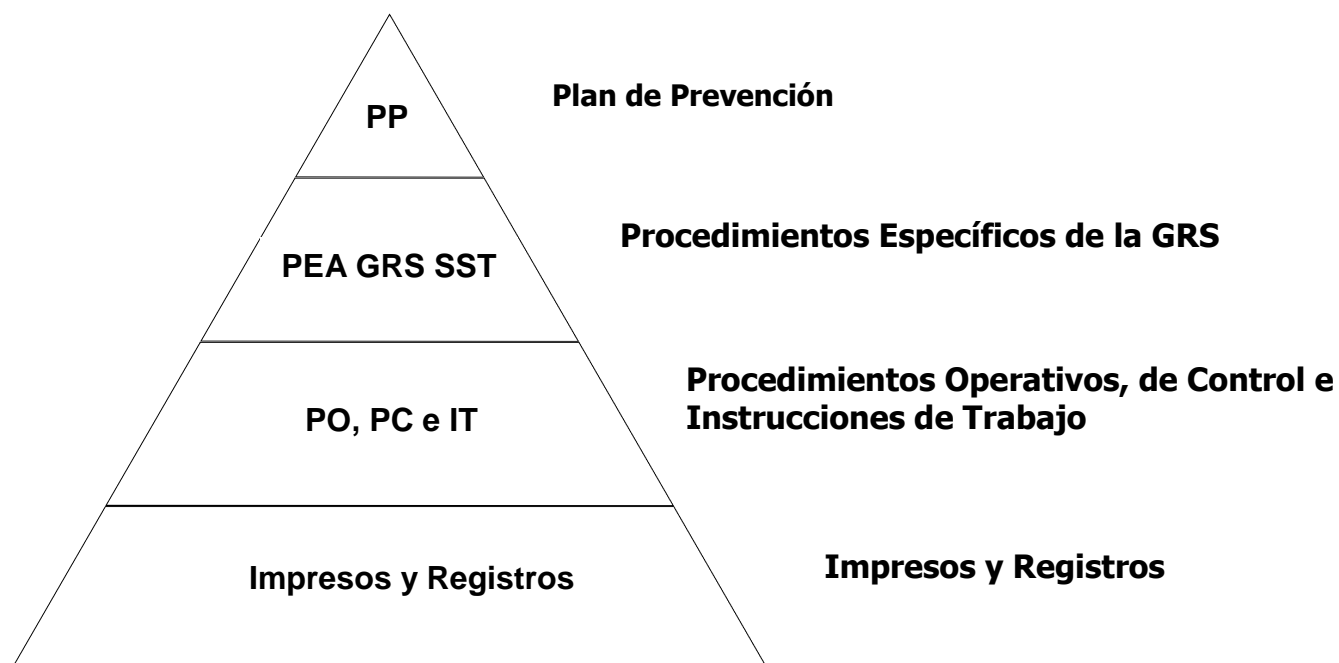 PP
Plan de Prevención
PEA GRS SST
Procedimientos Específicos de la GRS
PO, PC e IT
Procedimientos Operativos, de Control e
Instrucciones de Trabajo
Impresos y Registros
Impresos y Registros